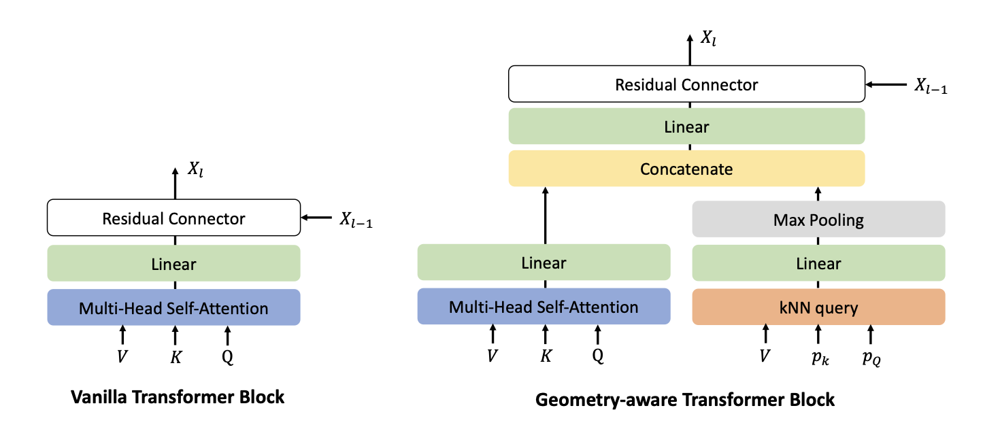 X_l
Residual Connector
X_{l−1}
Linear
Multi-Head Self-Attention
V K Q
Vanilla Transformer Block
X_l
Residual Connector
X_{l−1}
Linear
Concatenate
Max Pooling
Linear
Linear
Multi-Head Self-Attention
kNN query
V K Q
V p_k p_Q
Geometry-aware Transformer Block